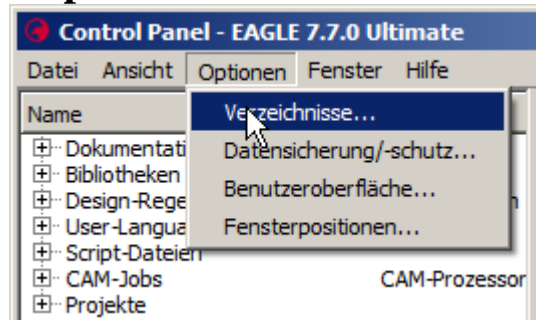 Control Panel - EAGLE 7.7.0 Ultimate
Datei Ansicht Optionen Fenster Hilfe
Name
Verzeichnisse...
Dokumentati
Datensicherung/-schutz...
Bibliotheken
Design-Rege
Benutzeroberfläche...
User-Langua
Fensterpositionen...
Script-Dateien
CAM-Jobs CAM-Prozessor
Projekte